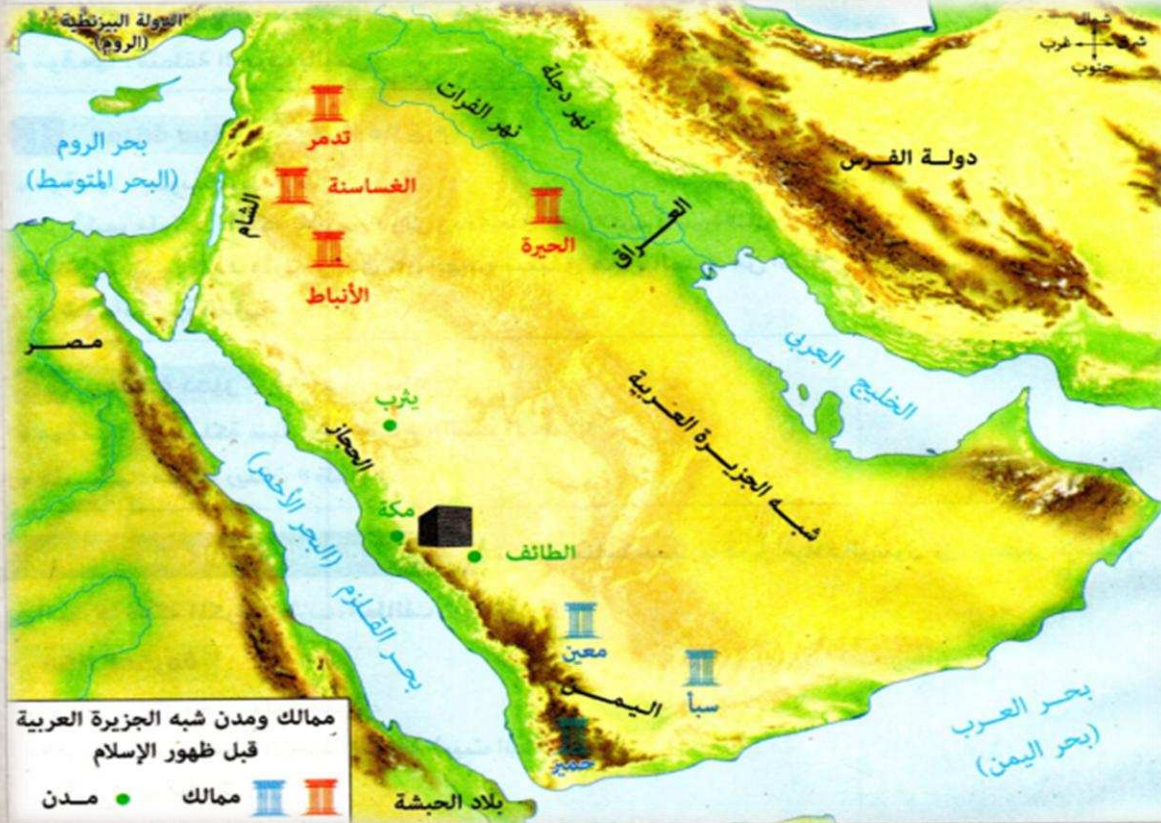 الدولة البيزنطية
(الروم)
شمال
شرق
غرب
جنوب
بحر الروم
(البحر المتوسط)
تدمر
الغساسنة
الأنباط
الشام
نهر الفرات
نهر دجلة
الحيرة
العراق
دولة الفرس
مصر
يثرب
الحجاز
مكة
الطائف
شبه الجزيرة العربية
الخليج العربي
بحر القلزم (البحر الأحمر)
معين
سبأ
اليمن
حمير
بحر العرب
(بحر اليمن)
بلاد الحبشة
ممالك ومدن شبه الجزيرة العربية
قبل ظهور الإسلام
ممالك
مدن